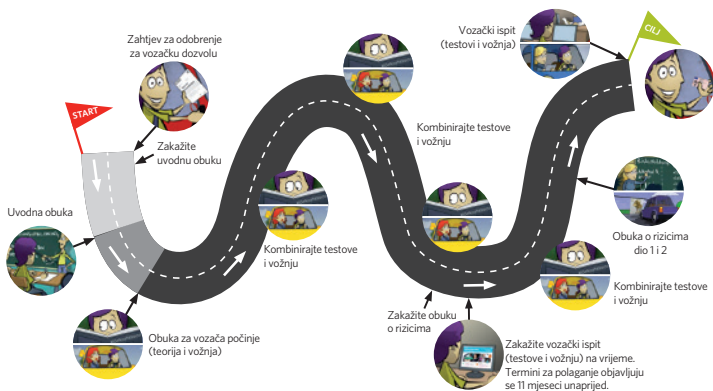 Zahtjev za odobrenje
za vozačku dozvolu
START
Zakažite
uvodnu obuku
Uvodna obuka
Obuka za vozača počinje
(teorija i vožnja)
Kombinirajte testove
i vožnju
Kombinirajte testove
i vožnju
Zakažite obuku
o rizicima
Zakažite vozački ispit
(testove i vožnju) na vrijeme.
Termini za polaganje objavljuju
se 11 mjeseci unaprijed.
Kombinirajte testove
i vožnju
Obuka o rizicima
dio 1 i 2
Vozački ispit
(testovi i vožnja)
CILJ